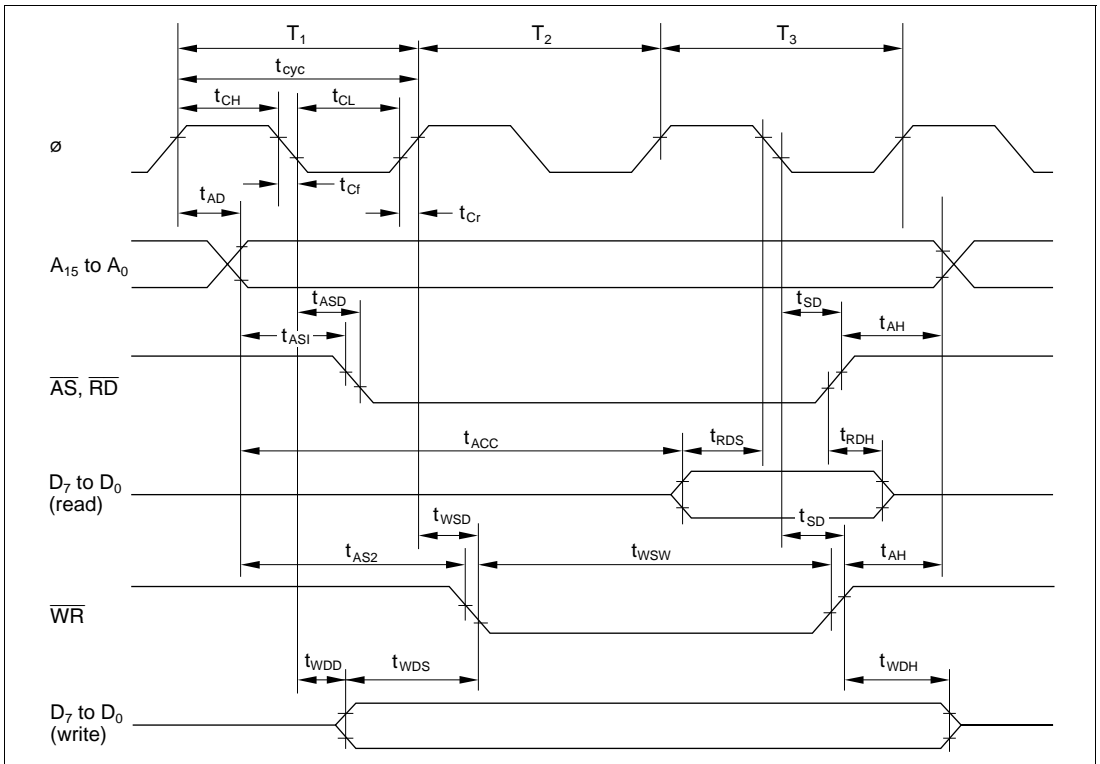 T1 T2 T3
tcyc
tCH tCL
ø
tCf
tAD
tCr
A15 to A0
tASD tSD
tASI tAH
AS, RD
tACC tRDS tRDH
D7 to D0
(read)
tWSD tSD
tAS2 tWSW tAH
WR
tWDD tWDS tWDH
D7 to D0
(write)